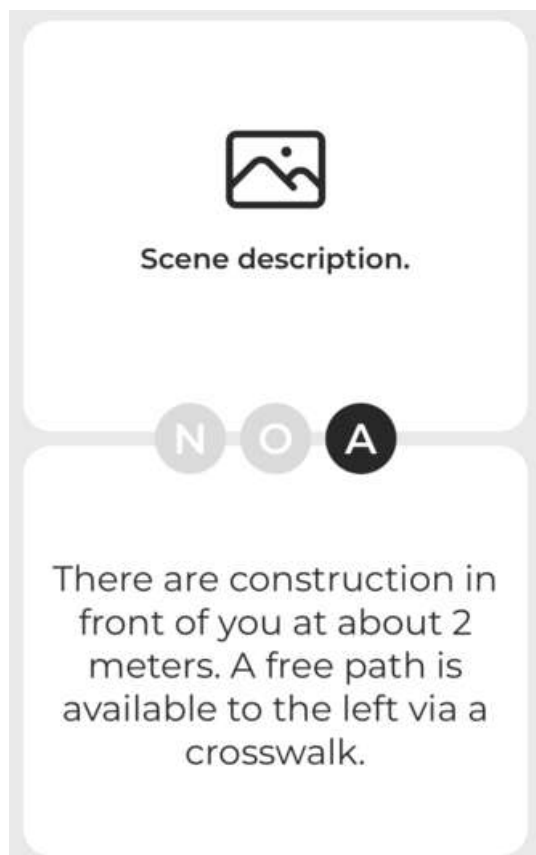 Scene description.
N O A
There are construction in
front of you at about 2
meters. A free path is
available to the left via a
crosswalk.